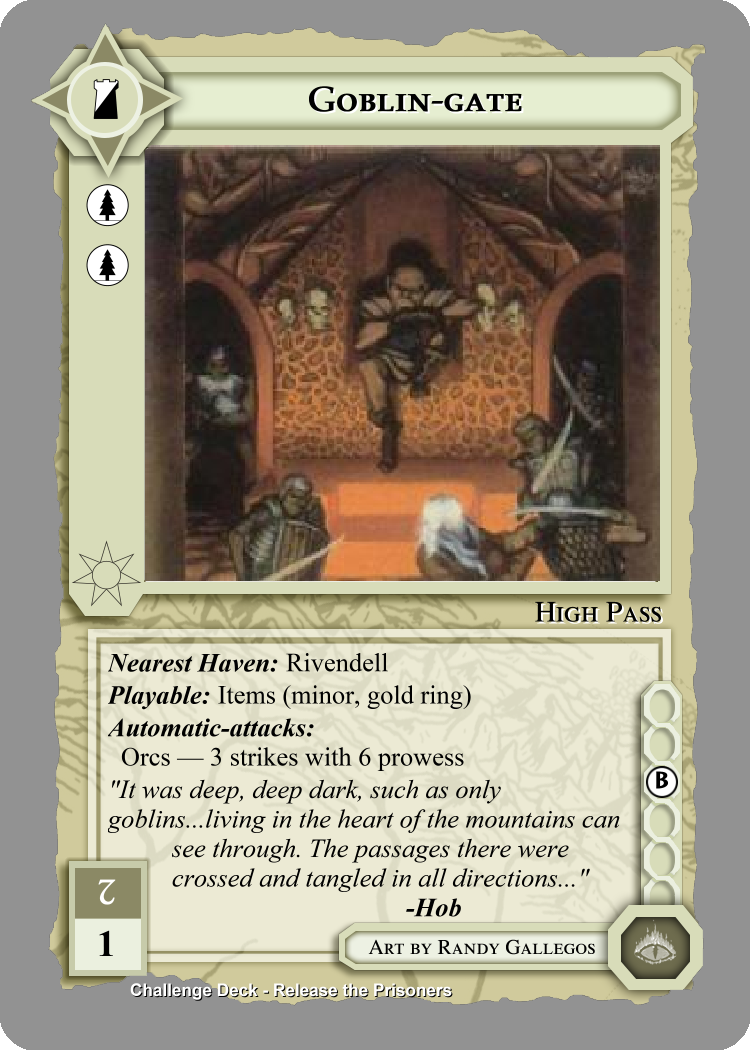 Goblin-gate
High Pass
Nearest Haven: Rivendell
Playable: Items (minor, gold ring)
Automatic-attacks:
Orcs — 3 strikes with 6 prowess
"It was deep, deep dark, such as only
goblins...living in the heart of the mountains can
see through. The passages there were
crossed and tangled in all directions..."
-Hob
B
2
1
Art by Randy Gallegos
Challenge Deck - Release the Prisoners